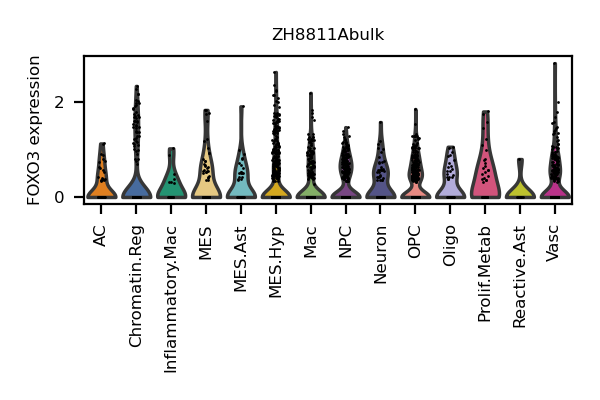 ZH8811Abulk
FOXO3 expression
2
0
AC
Chromatin.Reg
Inflammatory.Mac
MES
MES.Ast
MES.Hyp
Mac
NPC
Neuron
OPC
Oligo
Prolif.Metab
Reactive.Ast
Vasc